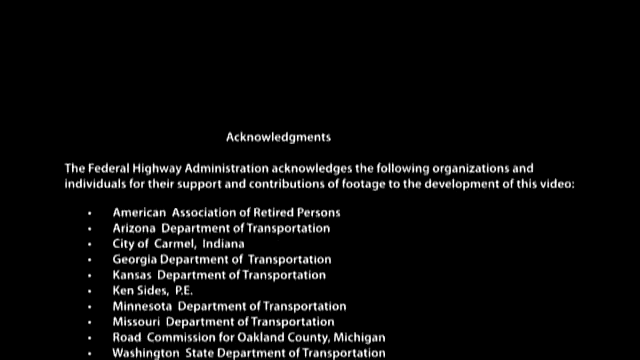 Acknowledgments
The Federal Highway Administration acknowledges the following organizations and
individuals for their support and contributions of footage to the development of this video:
• American Association of Retired Persons
• Arizona Department of Transportation
• City of Carmel, Indiana
• Georgia Department of Transportation
• Kansas Department of Transportation
• Ken Sides, P.E.
• Minnesota Department of Transportation
• Missouri Department of Transportation
• Road Commission for Oakland County, Michigan
• Washington State Department of Transportation